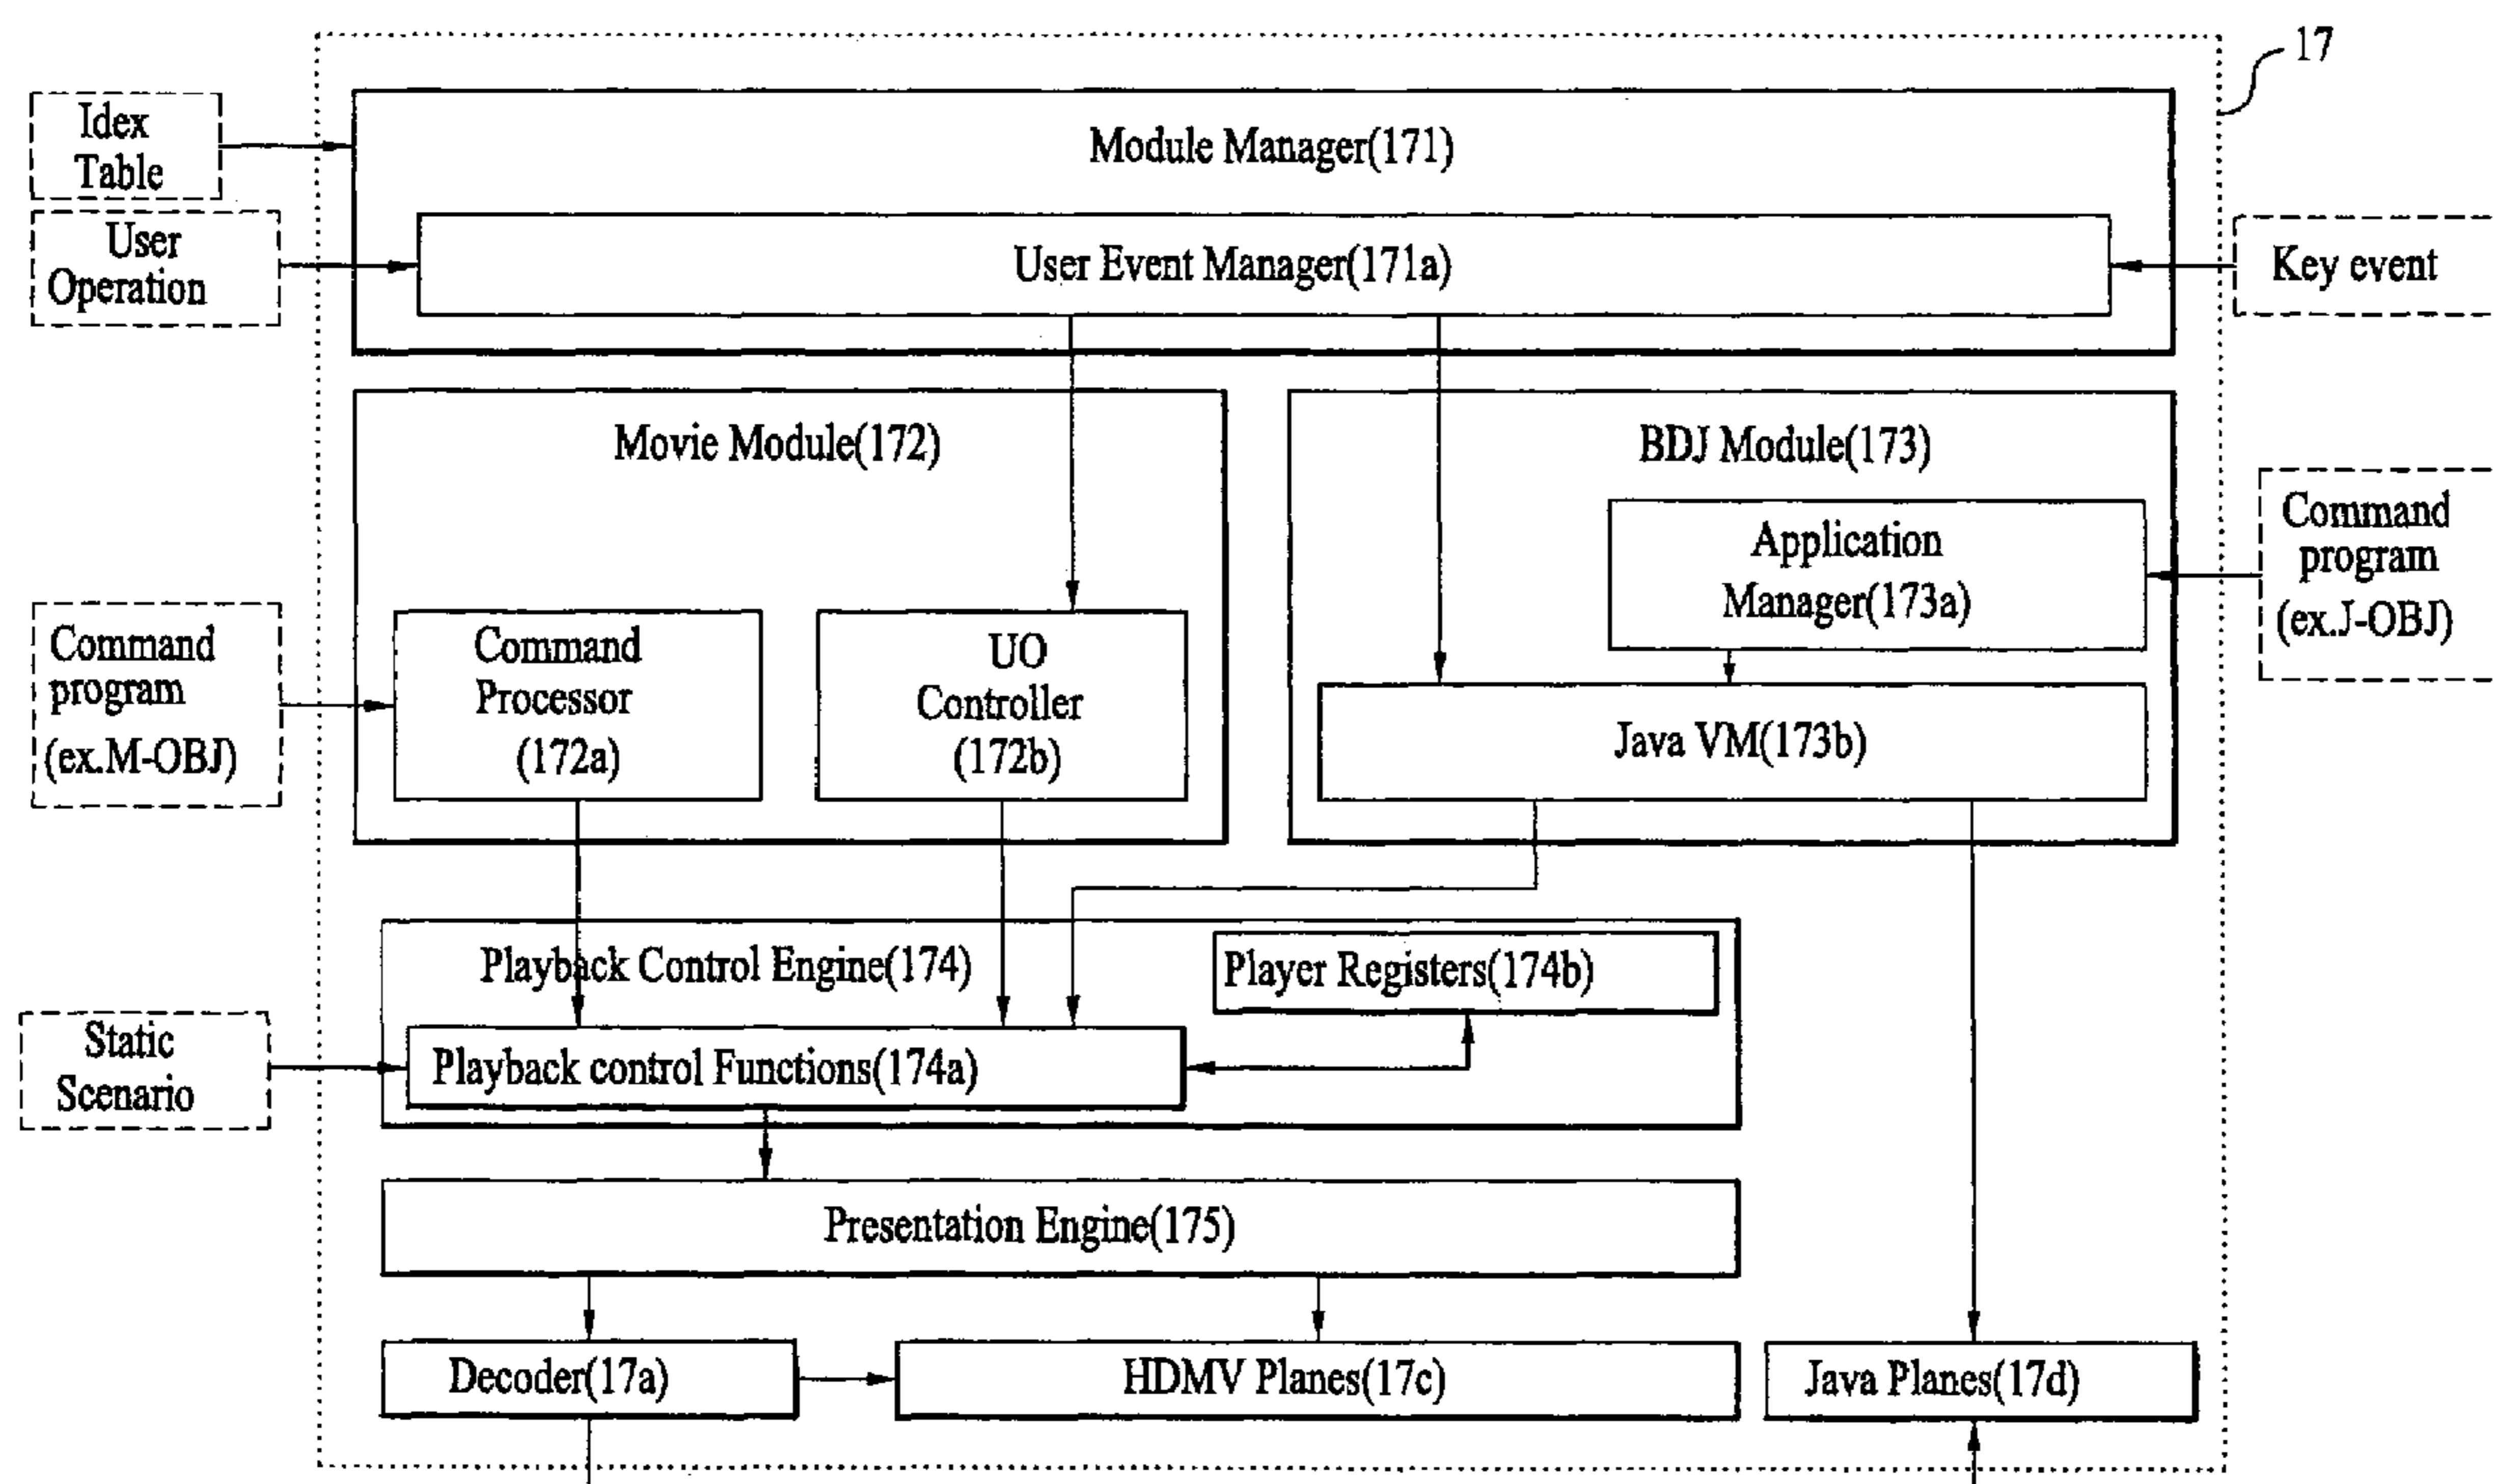 17
Idex
Table
Module Manager(171)
User
Operation
User Event Manager(171a)
Key event
Movie Module(172)
BDJ Module(173)
Application
Manager(173a)
Command
program
(ex.J-OBJ)
Command
program
(ex.M-OBJ)
Command
Processor
(172a)
UO
Controller
(172b)
Java VM(173b)
Playback Control Engine(174)
Player Registers(174b)
Static
Scenario
Playback control Functions(174a)
Presentation Engine(175)
Decoder(17a)
HDMV Planes(17c)
Java Planes(17d)